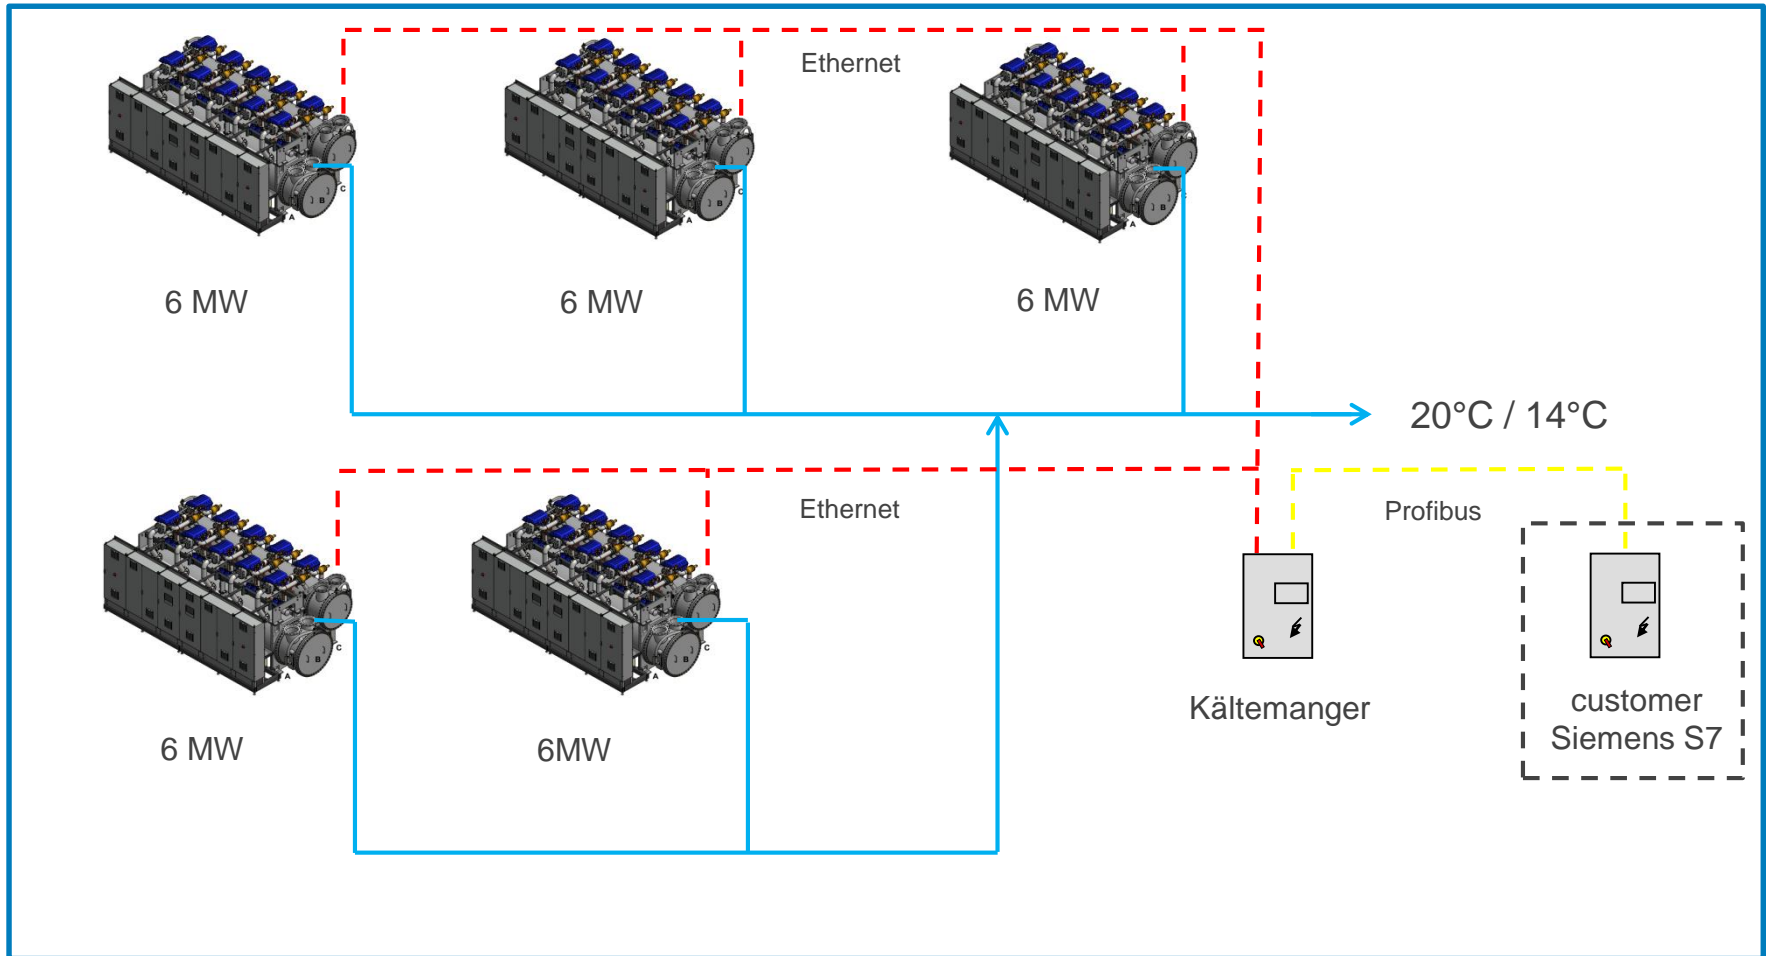 Ethernet
6 MW
6 MW
6 MW
20°C / 14°C
Ethernet
Profibus
6 MW
6MW
Kältemanger
customer
Siemens S7
A
B
C
A
B
C
A
B
C
A
B
C
A
B
C